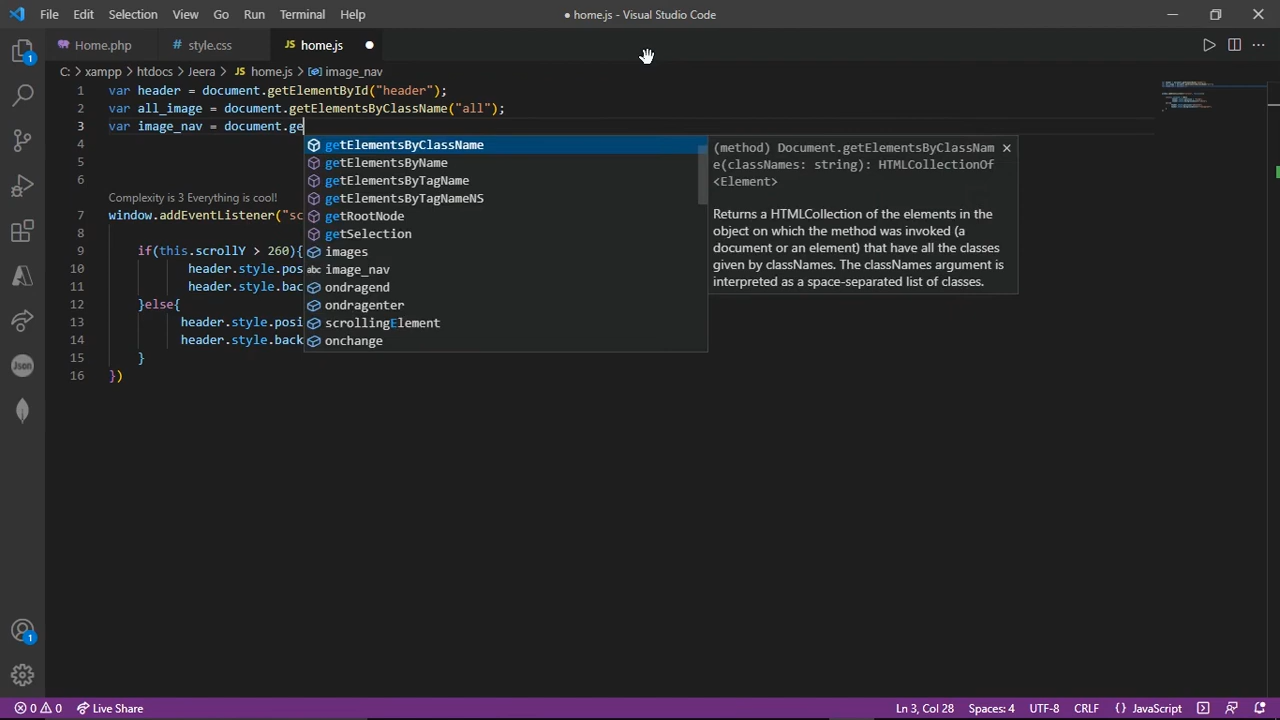 File Edit Selection View Go Run Terminal Help
● home.js - Visual Studio Code
Home.php
style.css
JS home.js
C: > xampp > htdocs > Jeera > JS home.js > image_nav
1 var header = document.getElementById("header");
2 var all_image = document.getElementsByClassName("all");
3 var image_nav = document.ge
4
5
6
Complexity is 3 Everything is cool!
7 window.addEventListener("sc
8
9 if(this.scrollY > 260){
10 header.style.pos
11 header.style.bac
12 }else{
13 header.style.posi
14 header.style.back
15 }
16 })
getElementsByClassName
getElementsByName
getElementsByTagName
getElementsByTagNameNS
getRootNode
getSelection
images
abc image_nav
ondragend
ondragenter
scrollingElement
onchange
(method) Document.getElementsByClassNam
e(classNames: string): HTMLCollectionOf
<Element>
Returns a HTMLCollection of the elements in the
object on which the method was invoked (a
document or an element) that have all the classes
given by classNames. The classNames argument is
interpreted as a space-separated list of classes.
1
Json
1
0 0 Live Share
Ln 3, Col 28 Spaces: 4 UTF-8 CRLF {} JavaScript